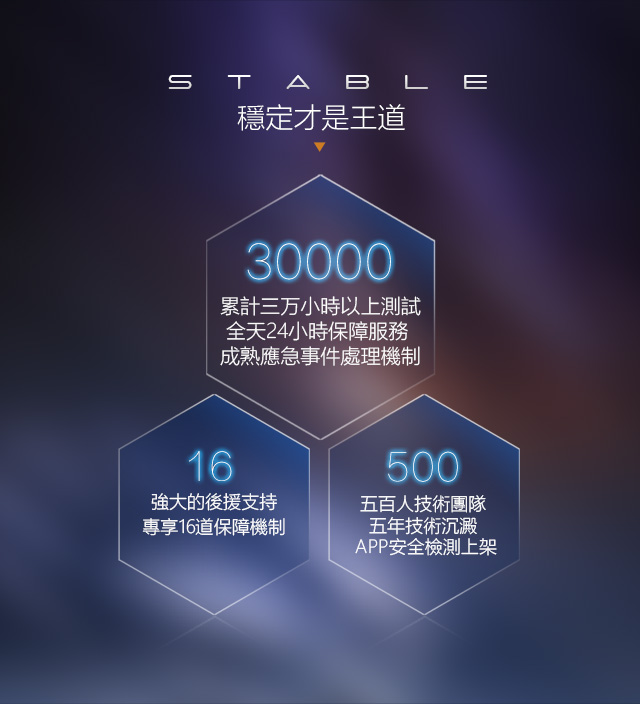 STABLE
穩定才是王道
30000
累計三万小時以上測試
全天24小時保障服務
成熟應急事件處理機制
16
強大的後援支持
專享16道保障機制
500
五百人技術團隊
五年技術沉澱
APP安全檢測上架